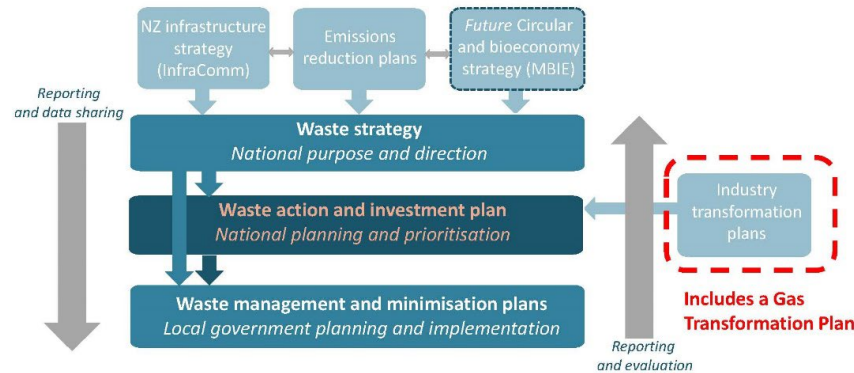 NZ infrastructure
strategy
(InfraComm)
Emissions
reduction plans
Future Circular
and bioeconomy
strategy (MBIE)
Reporting
and data sharing
Waste strategy
National purpose and direction
Waste action and investment plan
National planning and prioritisation
Industry
transformation
plans
Waste management and minimisation plans
Local government planning and implementation
Includes a Gas
Transformation Plan
Reporting
and evaluation